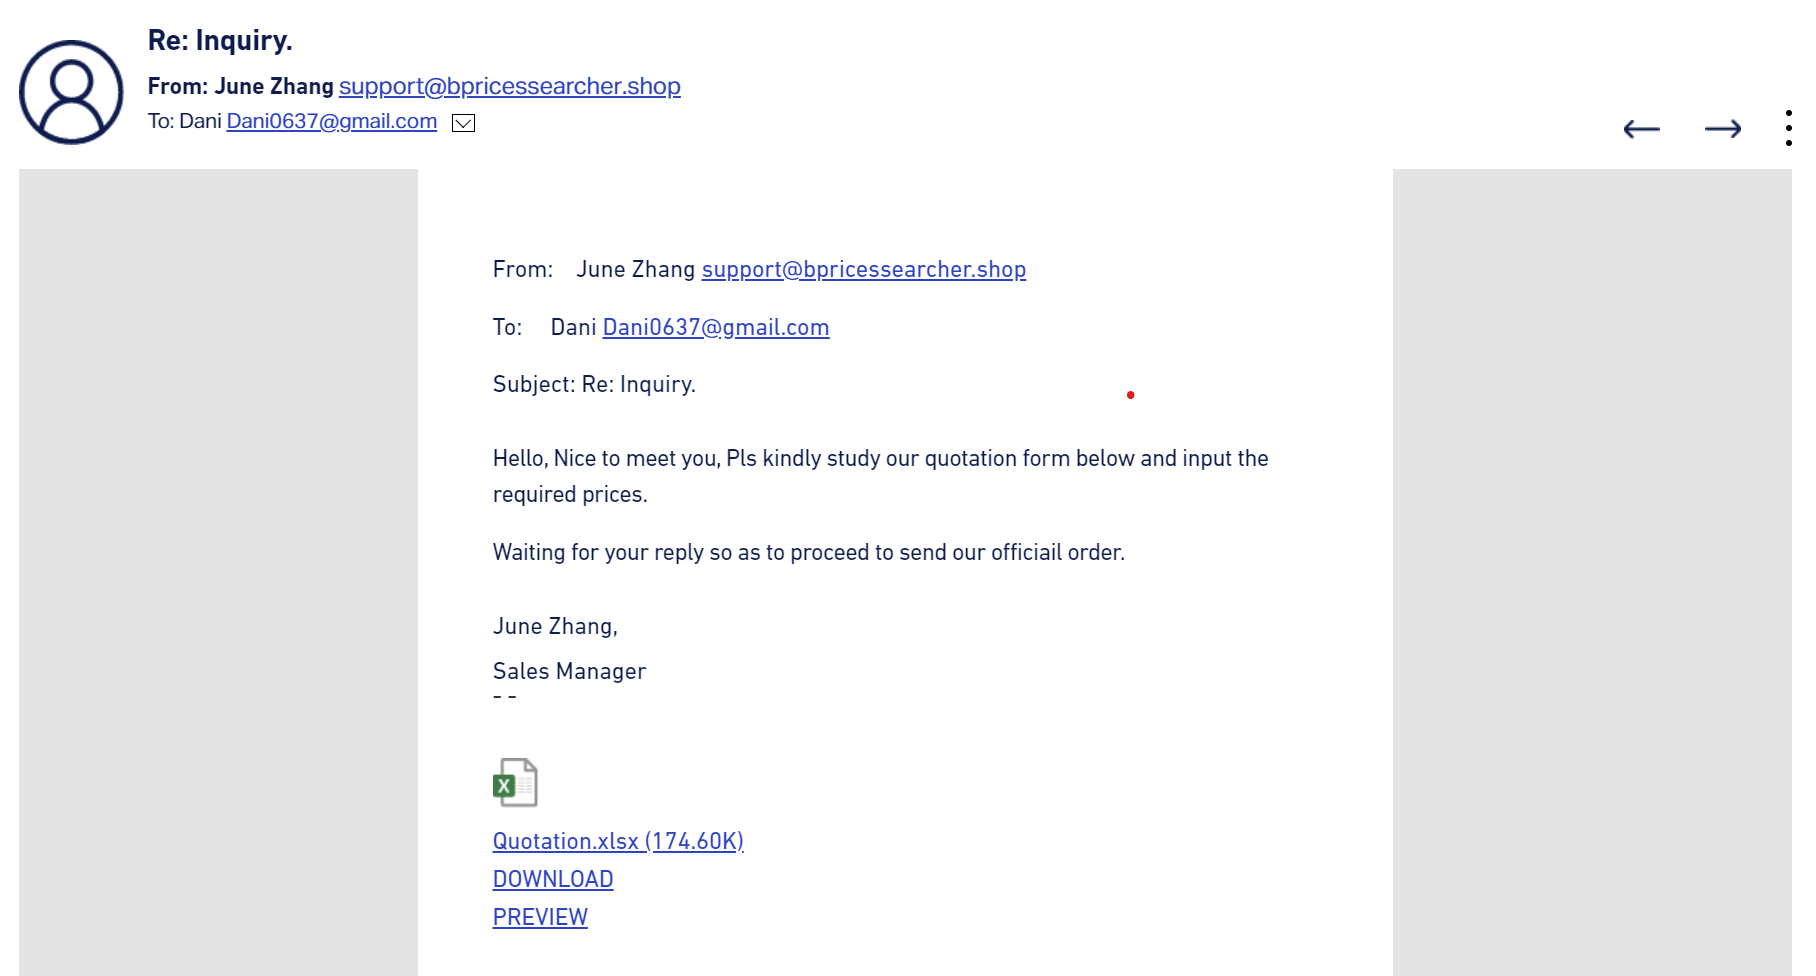 Re: Inquiry.
From: June Zhang support@bpricessearcher.shop
To: Dani Dani0637@gmail.com
From: June Zhang support@bpricessearcher.shop
To: Dani Dani0637@gmail.com
Subject: Re: Inquiry.
Hello, Nice to meet you, Pls kindly study our quotation form below and input the
required prices.
Waiting for your reply so as to proceed to send our officiail order.
June Zhang,
Sales Manager
- -
X
Quotation.xlsx (174.60K)
DOWNLOAD
PREVIEW